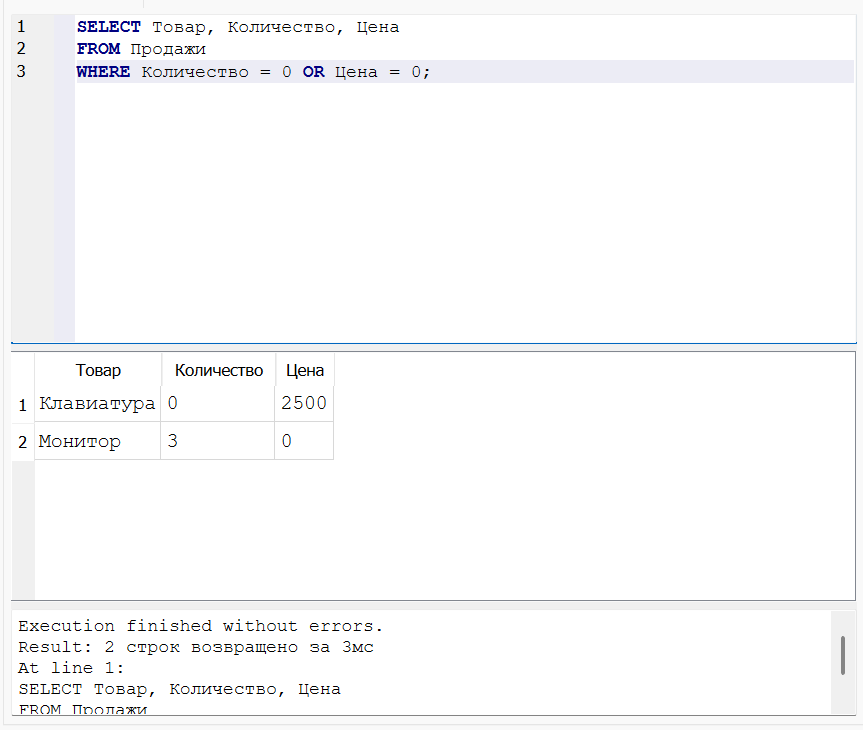 1 SELECT Товар, Количество, Цена
2 FROM Продажи
3 WHERE Количество = 0 OR Цена = 0;
Товар Количество Цена
1 Клавиатура 0 2500
2 Монитор 3 0
Execution finished without errors.
Result: 2 строк возвращено за 3мс
At line 1:
SELECT Товар, Количество, Цена
FROM Продажи